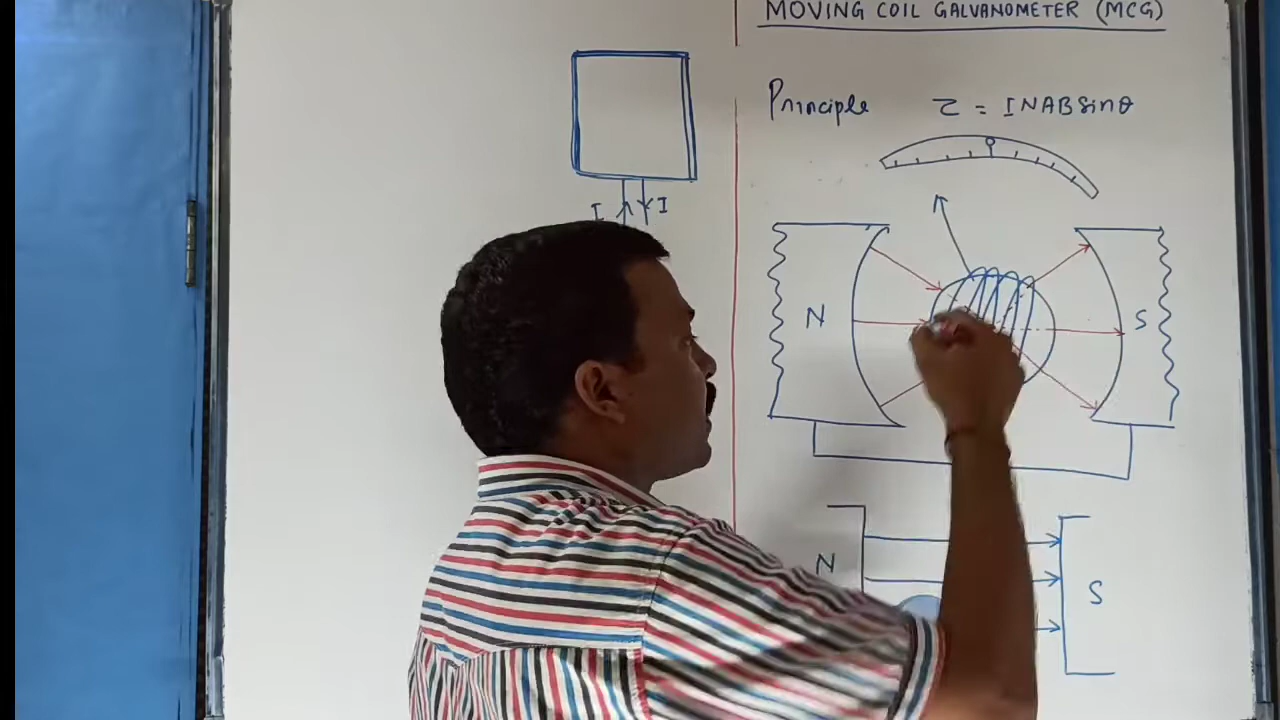 MOVING COIL GALVANOMETER (MCG)
Principle τ = INABsinθ
I I
N S
N S